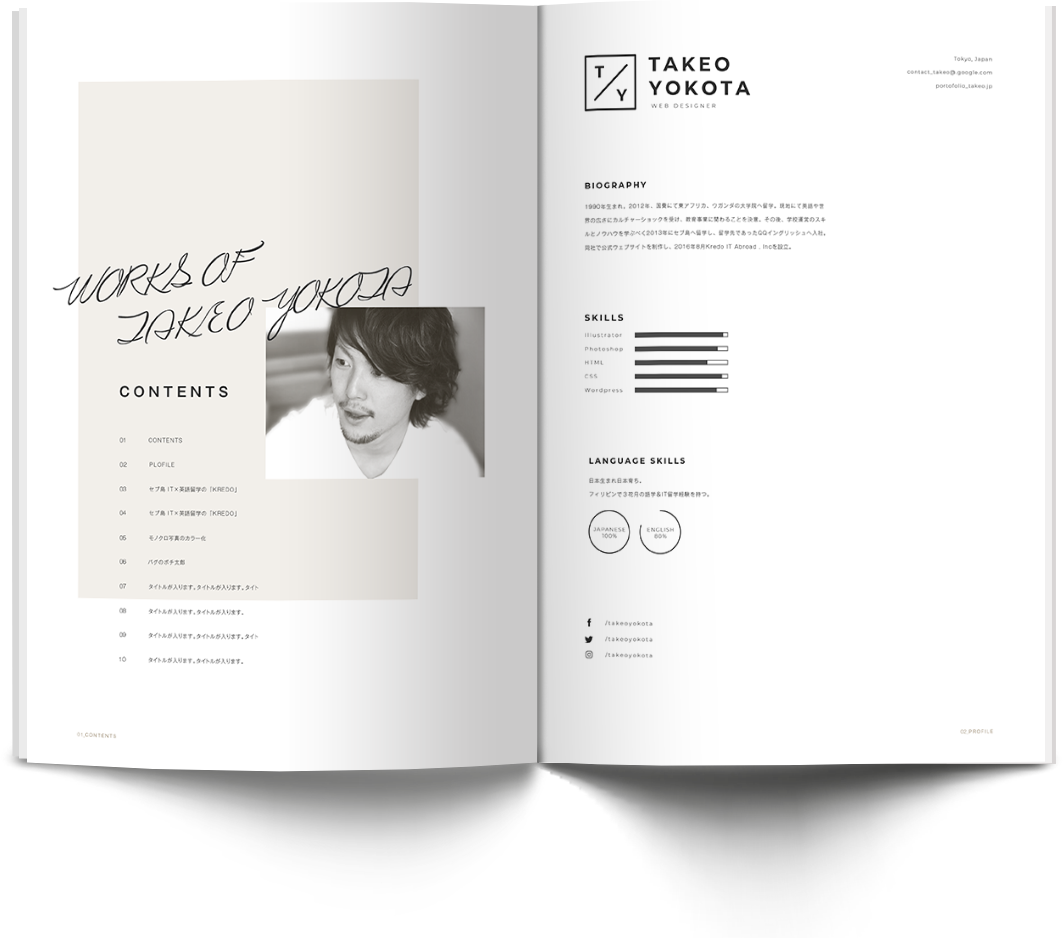 WORKS OF
TAKEO YOKOTA
CONTENTS
01 CONTENTS
02 PLOFILE
03 セブ島 IT×英語留学の「KREDO」
04 セブ島 IT×英語留学の「KREDO」
05 モノクロ写真のカラー化
06 パグのポチ太郎
07 タイトルが入ります。タイトルが入ります。タイト
08 タイトルが入ります。タイトルが入ります。
09 タイトルが入ります。タイトルが入ります。タイト
10 タイトルが入ります。タイトルが入ります。
01_CONTENTS
T/Y
TAKEO
YOKOTA
WEB DESIGNER
Tokyo, Japan
contact_takeo@google.com
portofolio_takeo.jp
BIOGRAPHY
1990年生まれ。2012年、国費にて東アフリカ、ウガンダの大学院へ留学。現地にて英語や世
界の広さにカルチャーショックを受け、教育事業に関わることを決意。その後、学校運営のスキ
ルとノウハウを学ぶべく2013年にセブ島へ留学し、留学先であったQQイングリッシュへ入社。
同社で公式ウェブサイトを制作し、2016年8月Kredo IT Abroad . Incを設立。
SKILLS
Illustrator
Photoshop
HTML
CSS
Wordpress
LANGUAGE SKILLS
日本生まれ日本育ち。
フィリピンで3花月の語学&IT留学経験を持つ。
JAPANESE
100%
ENGLISH
80%
/takeoyokota
/takeoyokota
/takeoyokota
02_PROFILE